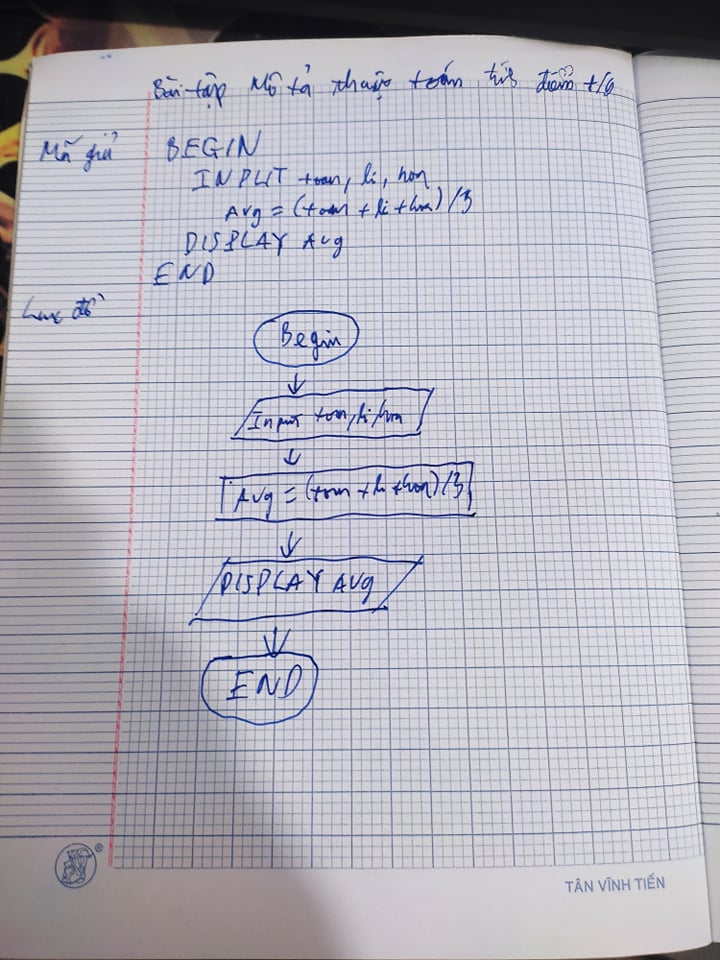 Bài tập Mô tả thuật toán tính điểm t/b
Mã giả
BEGIN
INPUT toan, li, hoa
Avg = (toan + li + hoa) / 3
DISPLAY Avg
END
Lưu đồ
Begin
Input toan, li, hoa
Avg = (toan + li + hoa) / 3
DISPLAY AVg
END
®
TÂN VĨNH TIẾN